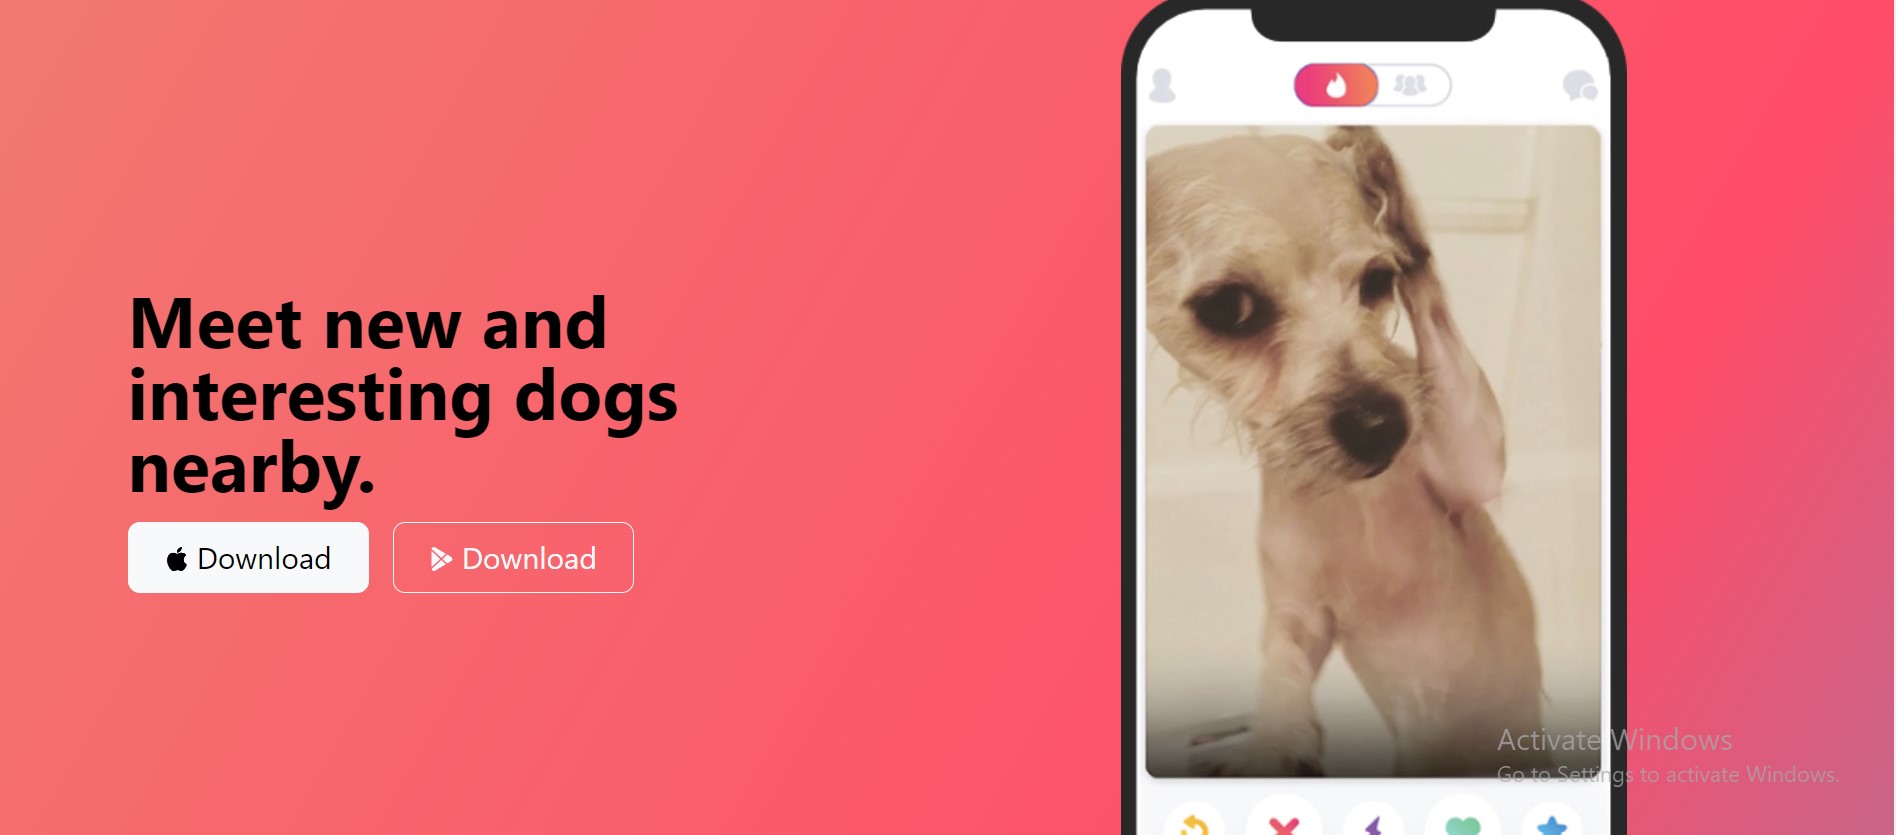 Meet new and
interesting dogs
nearby.
Download
Download
Activate Windows
Go to Settings to activate Windows.